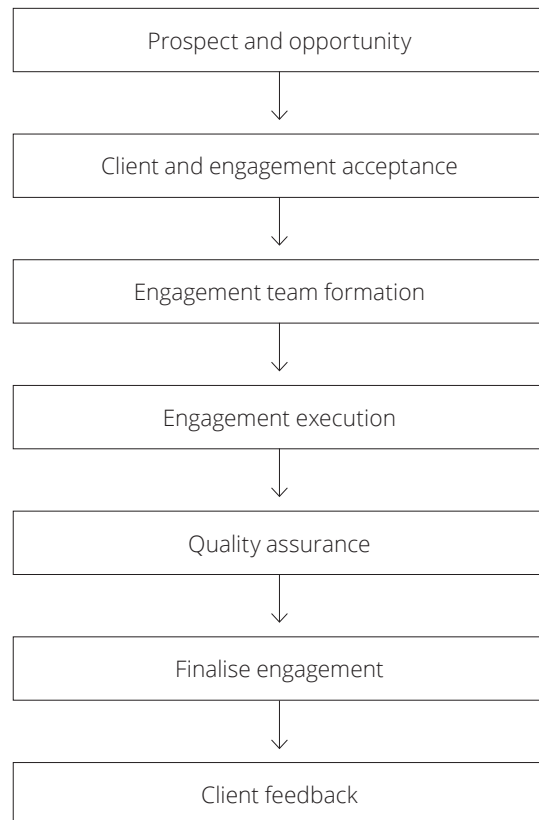 Prospect and opportunity
Client and engagement acceptance
Engagement team formation
Engagement execution
Quality assurance
Finalise engagement
Client feedback